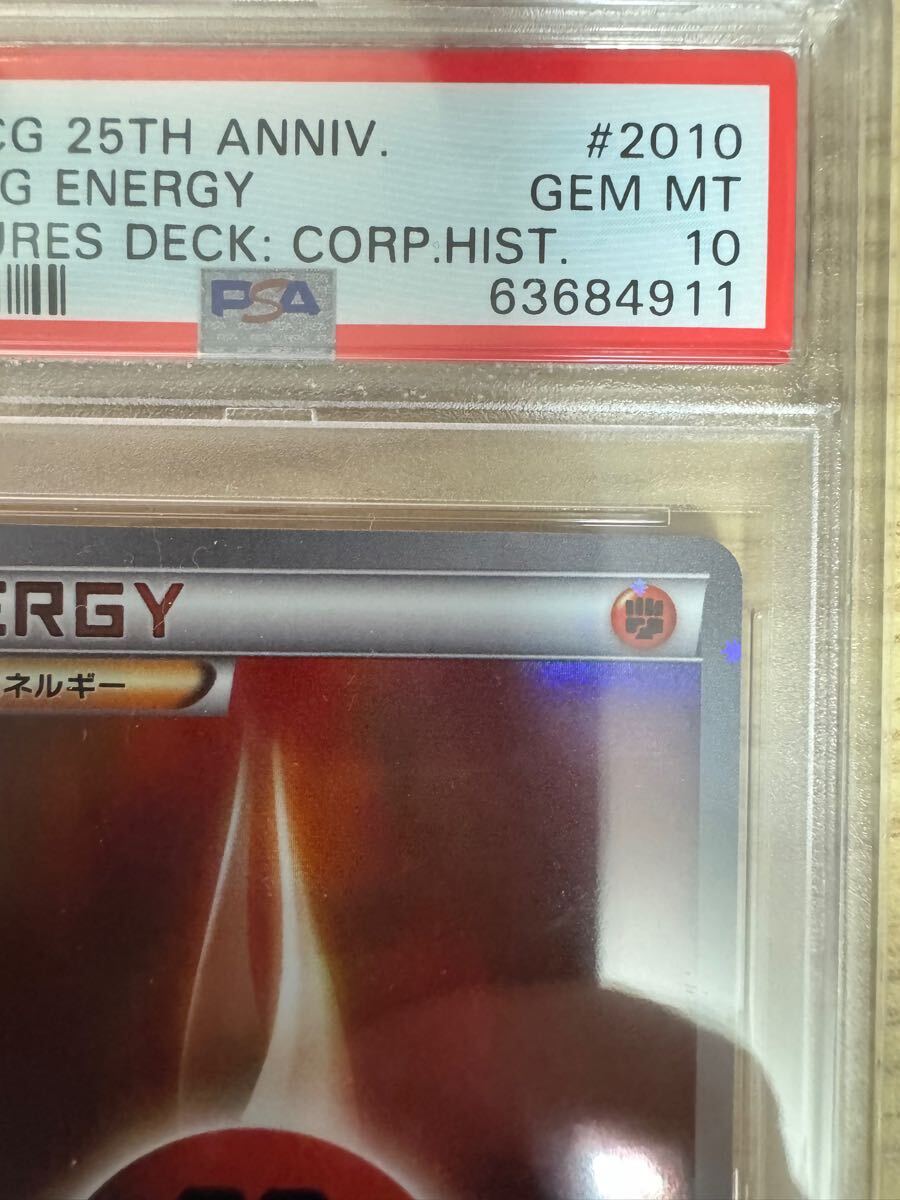 CG 25TH ANNIV. #2010
G ENERGY GEM MT
URES DECK: CORP.HIST. 10
PSA 63684911
ERGY
ネルギー